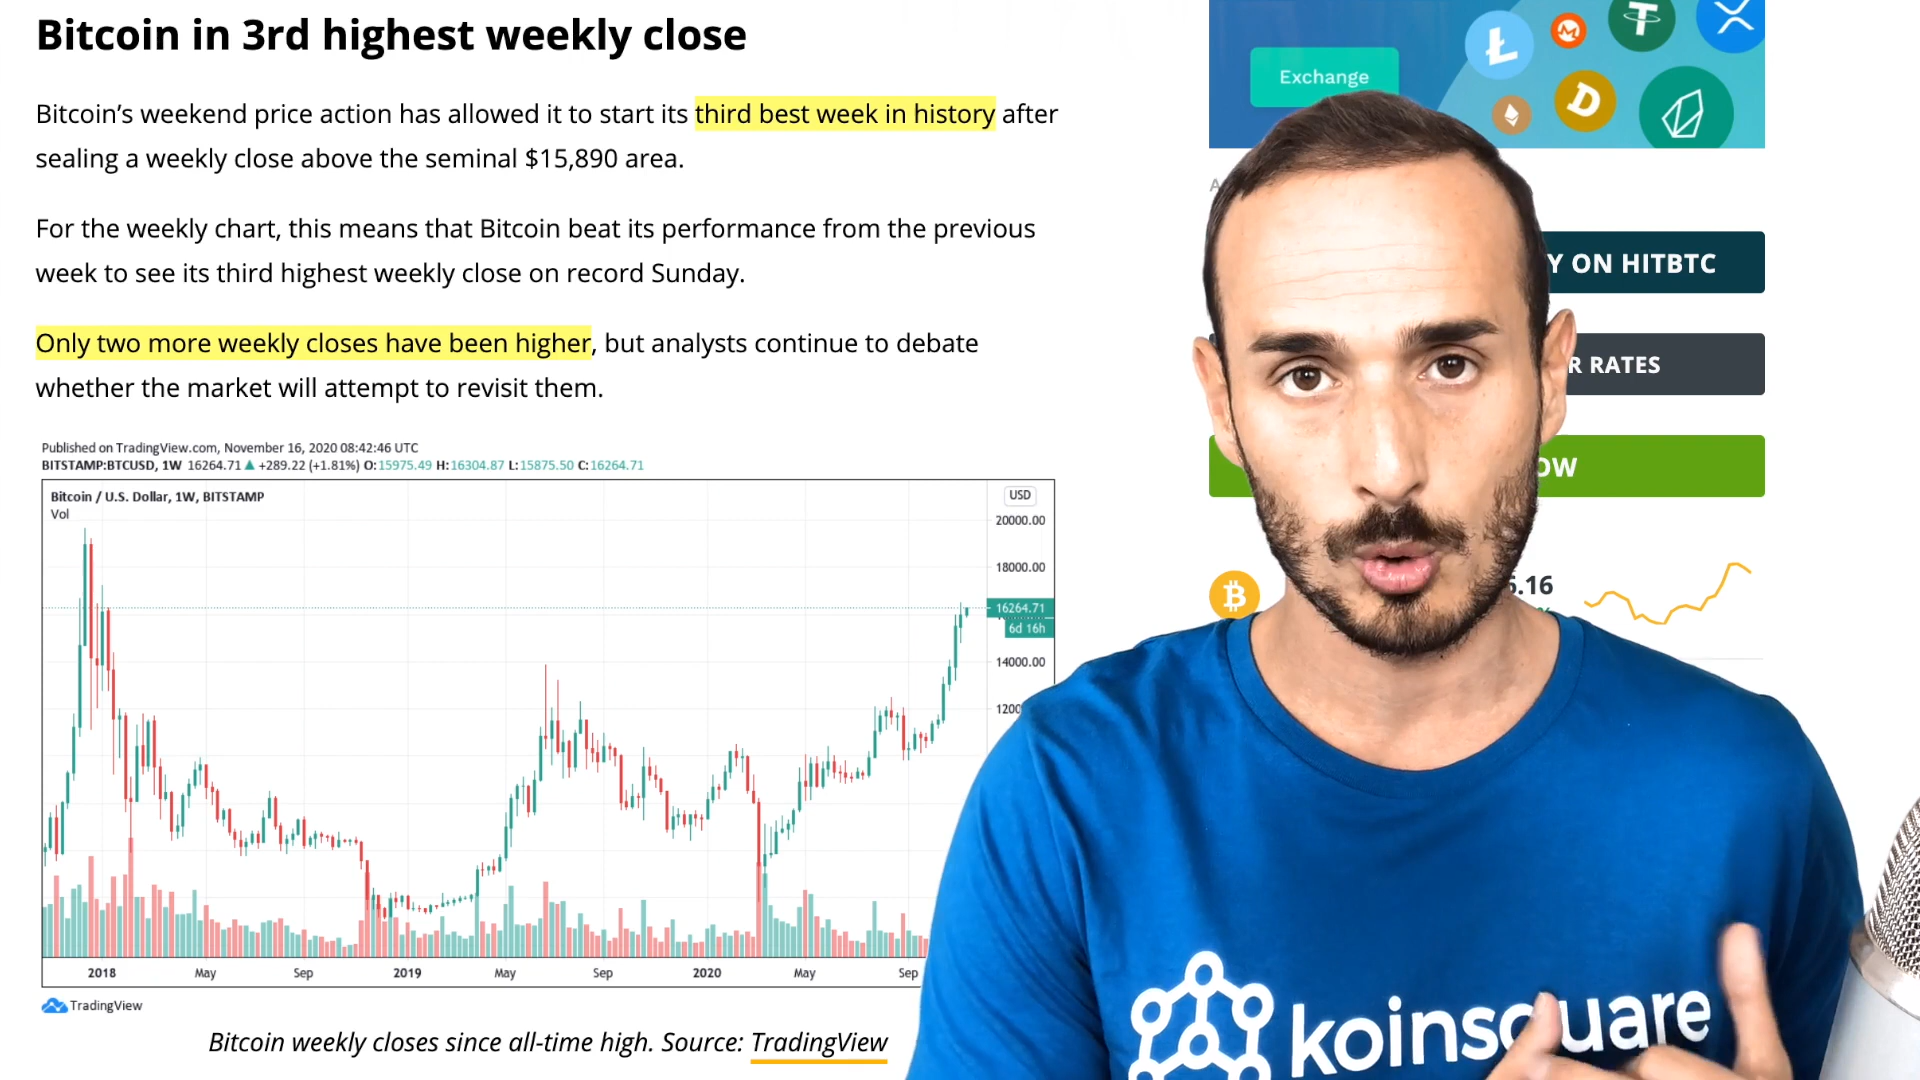 Bitcoin in 3rd highest weekly close
Bitcoin’s weekend price action has allowed it to start its third best week in history after
sealing a weekly close above the seminal $15,890 area.
For the weekly chart, this means that Bitcoin beat its performance from the previous
week to see its third highest weekly close on record Sunday.
Only two more weekly closes have been higher, but analysts continue to debate
whether the market will attempt to revisit them.
Published on TradingView.com, November 16, 2020 08:42:46 UTC
BITSTAMP:BTCUSD, 1W 16264.71 ▲ +289.22 (+1.81%) O:15975.49 H:16304.87 L:15875.50 C:16264.71
Bitcoin / U.S. Dollar, 1W, BITSTAMP
Vol
USD
20000.00
18000.00
16264.71
6d 16h
14000.00
1200
2018 May Sep 2019 May Sep 2020 May Sep
TradingView
Bitcoin weekly closes since all-time high. Source: TradingView
Exchange
Y ON HITBTC
R RATES
OW
.16
%
koinsquare